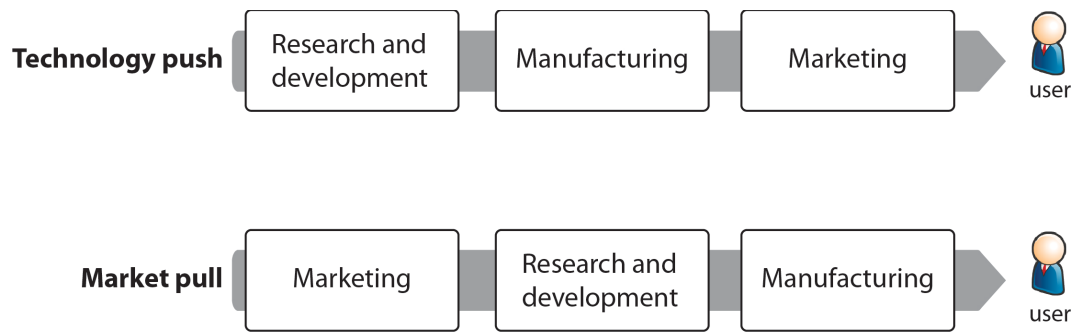 Technology push
Research and
development
Manufacturing
Marketing
user
Market pull
Marketing
Research and
development
Manufacturing
user